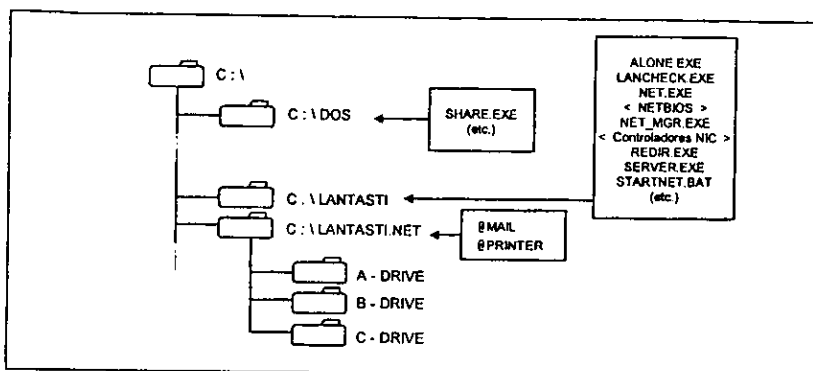 C : \
C : \ DOS
SHARE.EXE
(etc.)
ALONE EXE
LANCHECK.EXE
NET.EXE
< NETBIOS >
NET_MGR.EXE
< Controladores NIC >
REDIR.EXE
SERVER.EXE
STARTNET.BAT
(etc.)
C . \ LANTASTI
C : \ LANTASTI.NET
@MAIL
@PRINTER
A - DRIVE
B - DRIVE
C - DRIVE